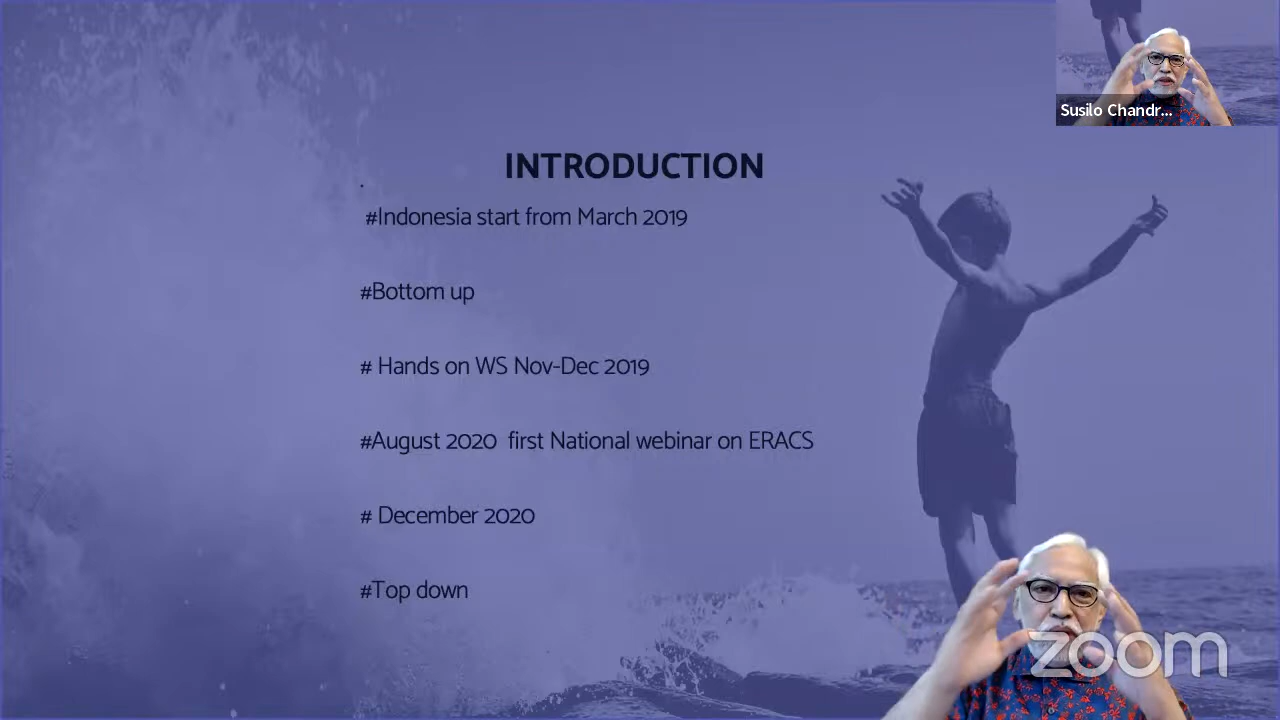 Susilo Chandr...
INTRODUCTION
#Indonesia start from March 2019
#Bottom up
# Hands on WS Nov-Dec 2019
#August 2020 first National webinar on ERACS
# December 2020
#Top down
zoom